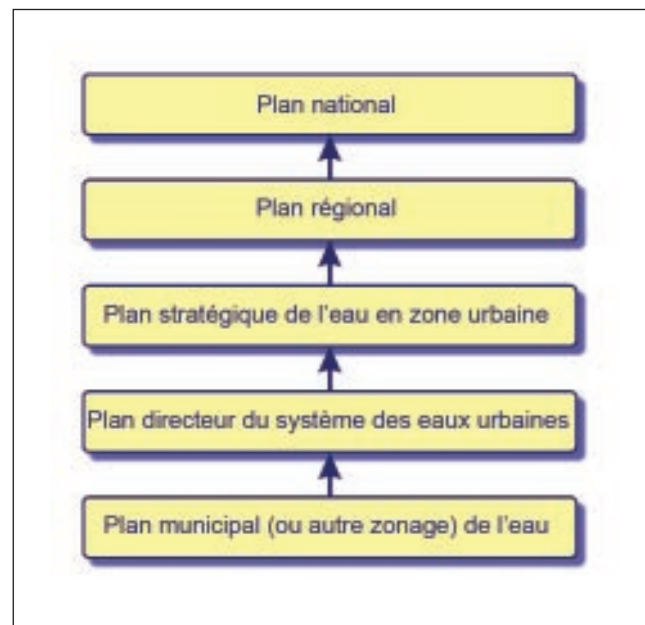 Plan national
Plan régional
Plan stratégique de l'eau en zone urbaine
Plan directeur du système des eaux urbaines
Plan municipal (ou autre zonage) de l'eau